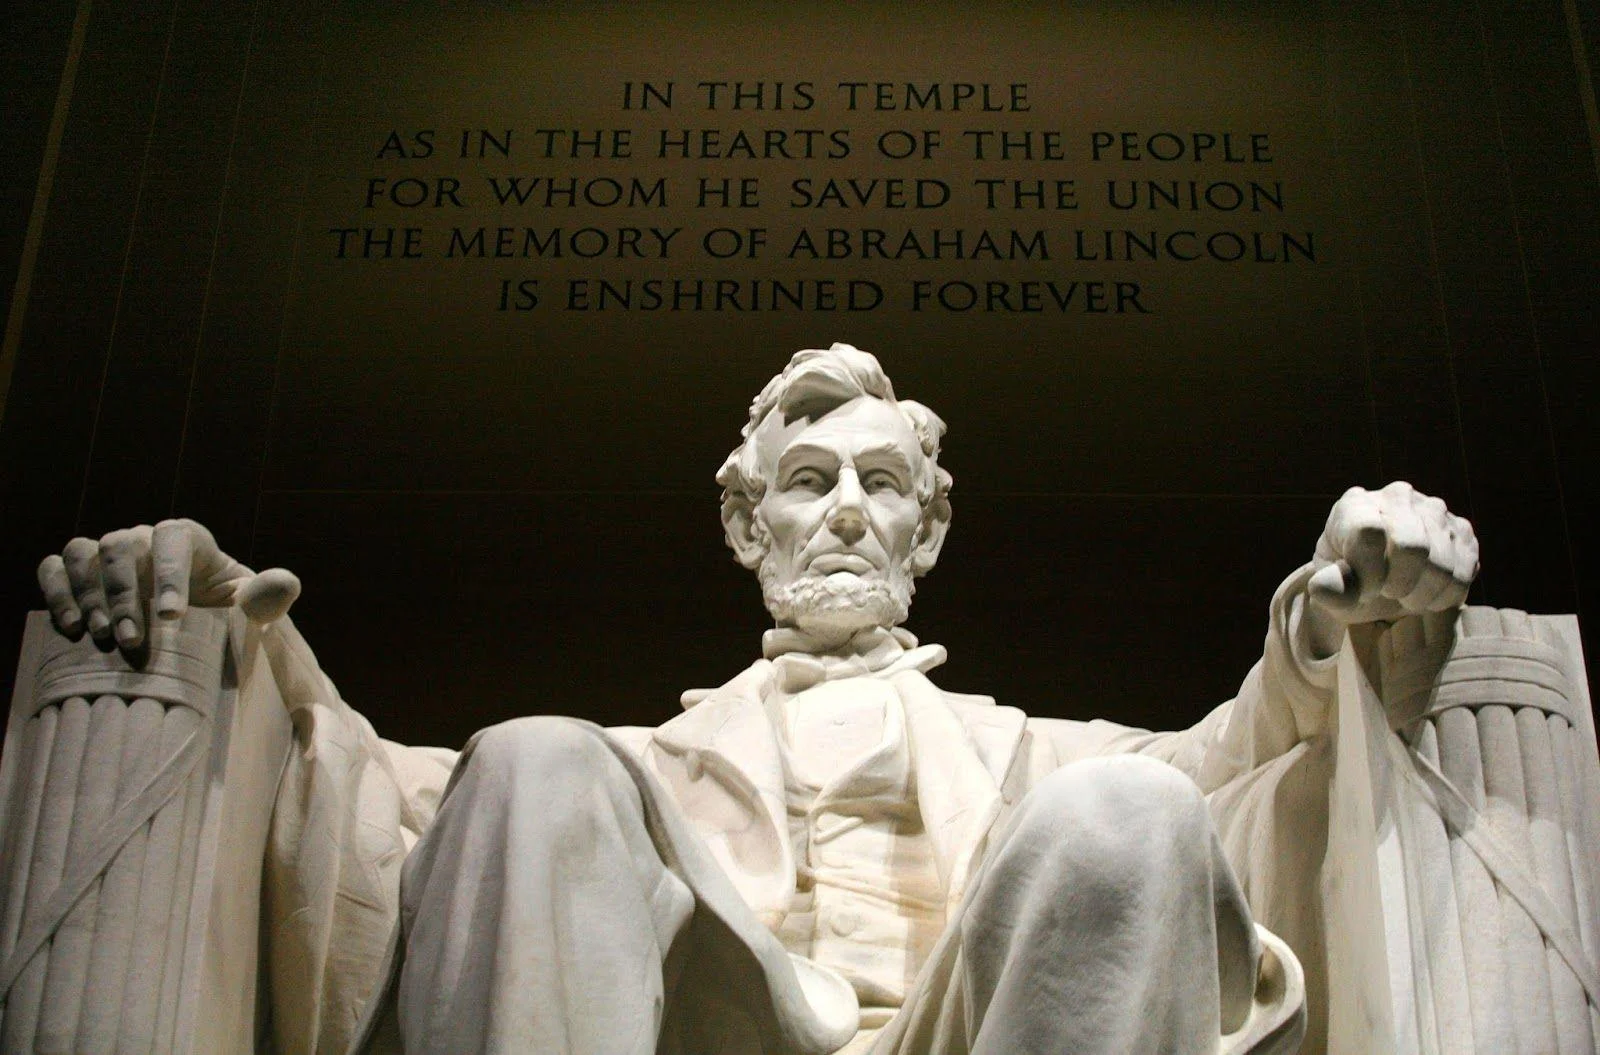 IN THIS TEMPLE
AS IN THE HEARTS OF THE PEOPLE
FOR WHOM HE SAVED THE UNION
THE MEMORY OF ABRAHAM LINCOLN
IS ENSHRINED FOREVER